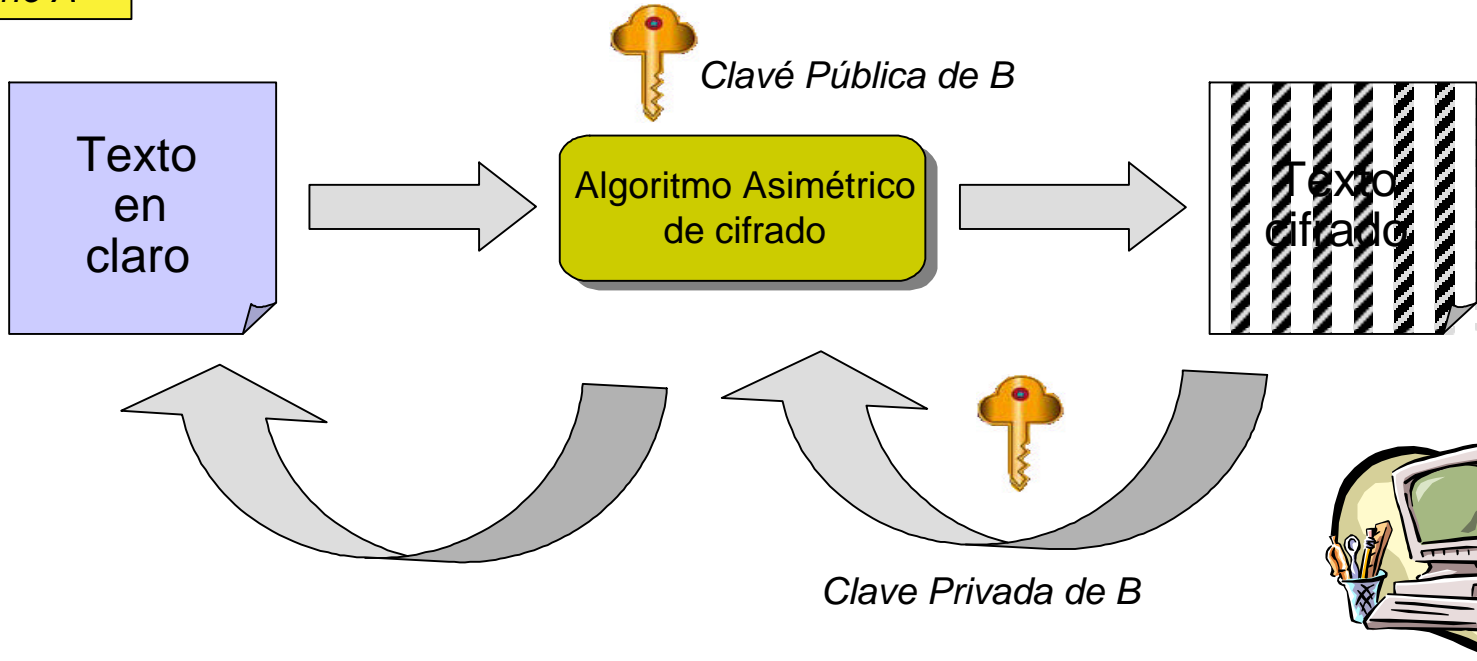 A
Clavé Pública de B
Texto
en
claro
Algoritmo Asimétrico
de cifrado
Texto
cifrado
Clave Privada de B